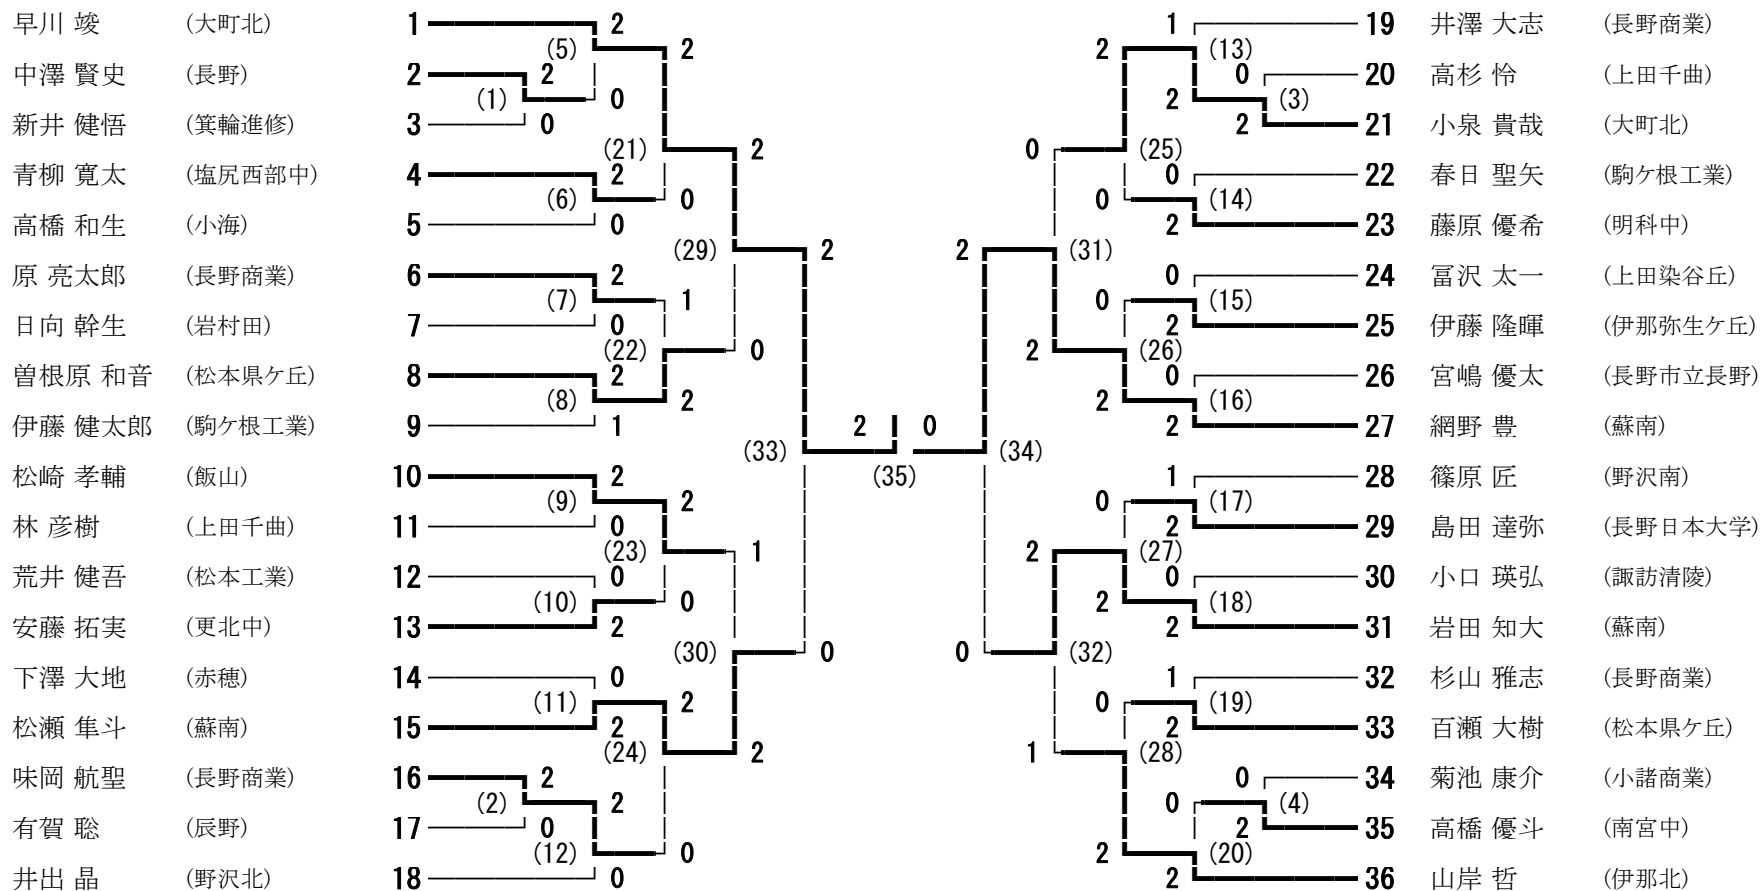 早川 竣 (大町北) 1 2
(5) 2
中澤 賢史 (長野) 2 2
(1) 0
新井 健悟 (箕輪進修) 3 0
(21) 2
青柳 寛太 (塩尻西部中) 4 2
(6) 0
高橋 和生 (小海) 5 0
(29) 2
原 亮太郎 (長野商業) 6 2
(7) 1
日向 幹生 (岩村田) 7 0
(22) 0
曽根原 和音 (松本県ケ丘) 8 2
(8) 2
伊藤 健太郎 (駒ケ根工業) 9 1
(33) 2
松崎 孝輔 (飯山) 10 2
(9) 2
林 彦樹 (上田千曲) 11 0
(23) 1
荒井 健吾 (松本工業) 12 0
(10) 0
安藤 拓実 (更北中) 13 2
(30) 0
下澤 大地 (赤穂) 14 0
(11) 2
松瀬 隼斗 (蘇南) 15 2
(24) 2
味岡 航聖 (長野商業) 16 2
(2) 2
有賀 聡 (辰野) 17 0
(12) 0
井出 晶 (野沢北) 18 0
(35)
1 19 井澤 大志 (長野商業)
2 (13)
0 20 高杉 怜 (上田千曲)
2 (3)
2 21 小泉 貴哉 (大町北)
0 (25)
0 22 春日 聖矢 (駒ケ根工業)
0 (14)
2 23 藤原 優希 (明科中)
2 (31)
0 24 冨沢 太一 (上田染谷丘)
0 (15)
2 25 伊藤 隆暉 (伊那弥生ケ丘)
2 (26)
0 26 宮嶋 優太 (長野市立長野)
2 (16)
2 27 網野 豊 (蘇南)
0 (34)
1 28 篠原 匠 (野沢南)
0 (17)
2 29 島田 達弥 (長野日本大学)
2 (27)
0 30 小口 瑛弘 (諏訪清陵)
2 (18)
2 31 岩田 知大 (蘇南)
0 (32)
1 32 杉山 雅志 (長野商業)
0 (19)
2 33 百瀬 大樹 (松本県ケ丘)
1 (28)
0 34 菊池 康介 (小諸商業)
0 (4)
2 35 高橋 優斗 (南宮中)
2 (20)
2 36 山岸 哲 (伊那北)